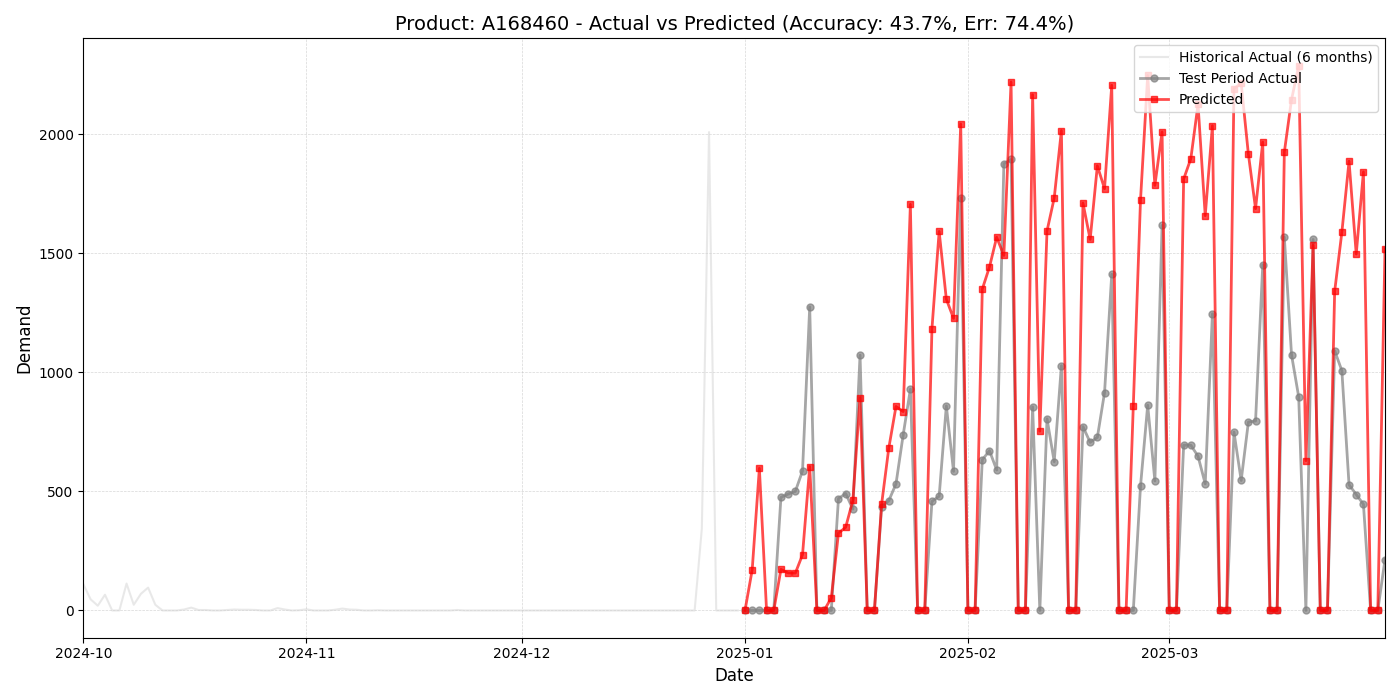 Product: A168460 - Actual vs Predicted (Accuracy: 43.7%, Err: 74.4%)
Historical Actual (6 months)
Test Period Actual
Predicted
Demand
2000
1500
1000
500
0
2024-10
2024-11
2024-12
2025-01
2025-02
2025-03
Date